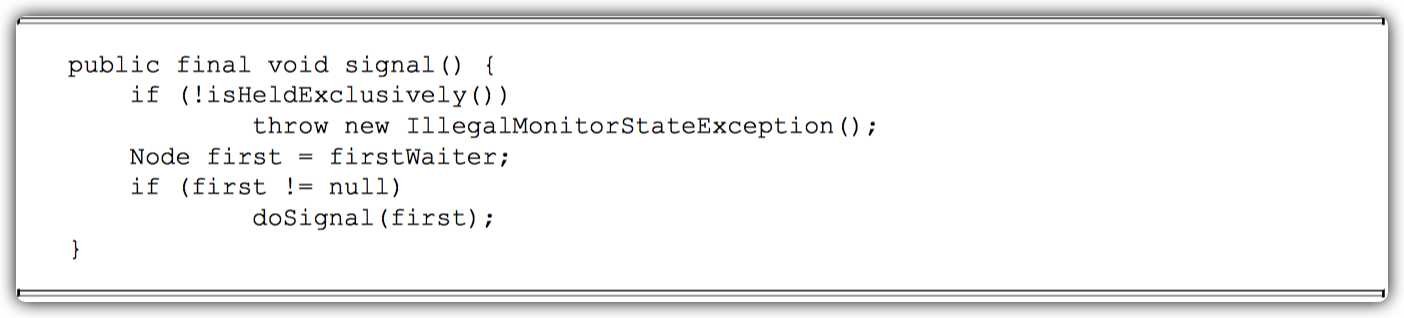 public final void signal() {
    if (!isHeldExclusively())
            throw new IllegalMonitorStateException();
    Node first = firstWaiter;
    if (first != null)
            doSignal(first);
}